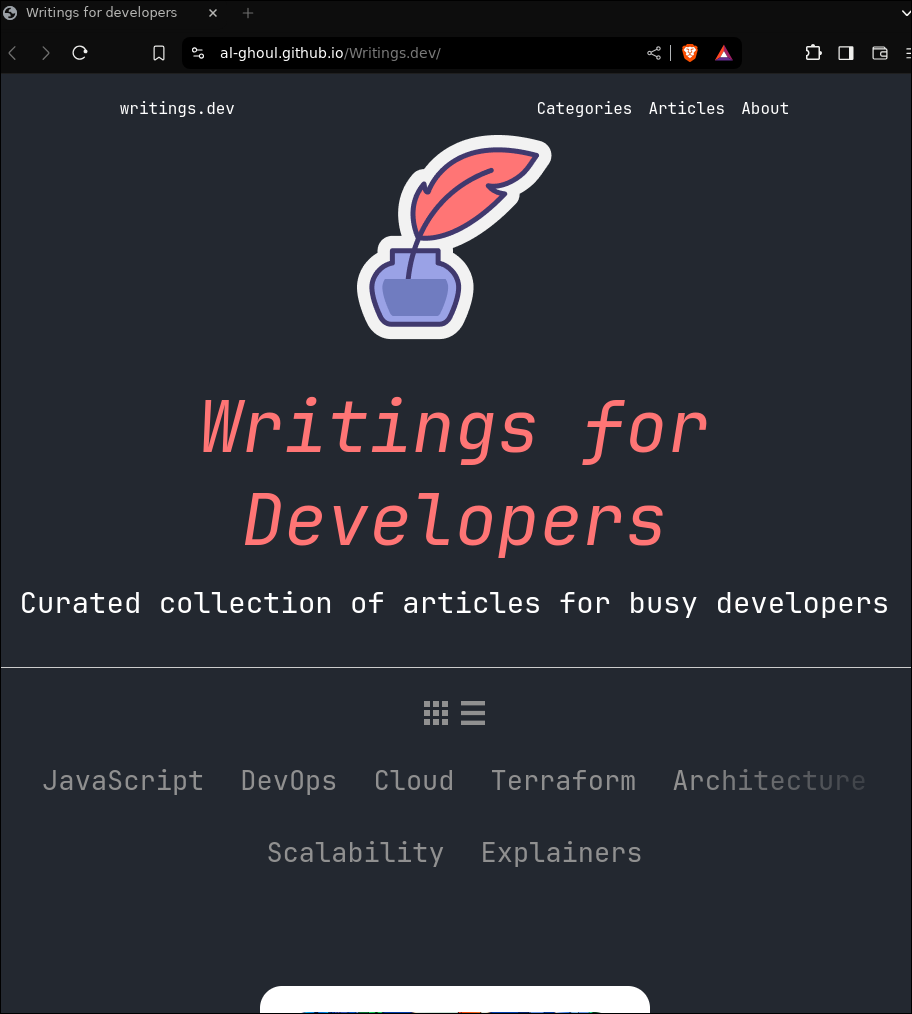 Writings for developers
al-ghoul.github.io/Writings.dev/
writings.dev Categories Articles About
Writings for
Developers
Curated collection of articles for busy developers
JavaScript DevOps Cloud Terraform Architecture
Scalability Explainers